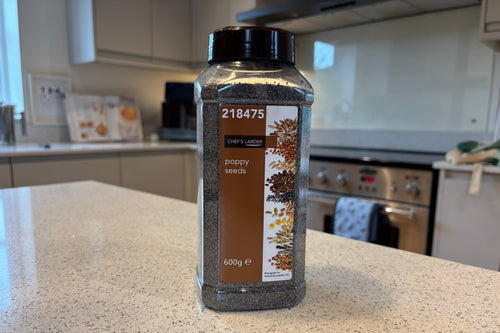 218475
CHEF'S LARDER
poppy
seeds
600g ℮